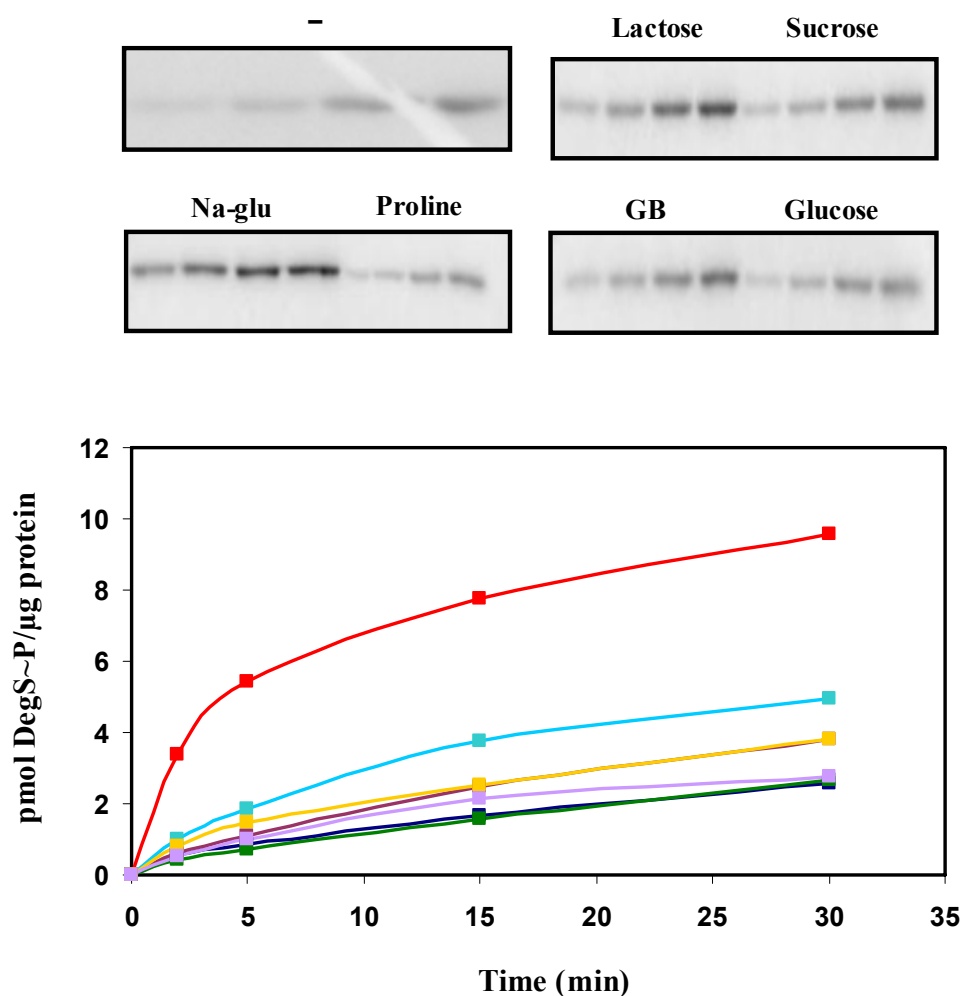 –
Lactose Sucrose
Na-glu Proline
GB Glucose
12
10
8
6
4
2
0
pmol DegS~P/µg protein
0 5 10 15 20 25 30 35
Time (min)